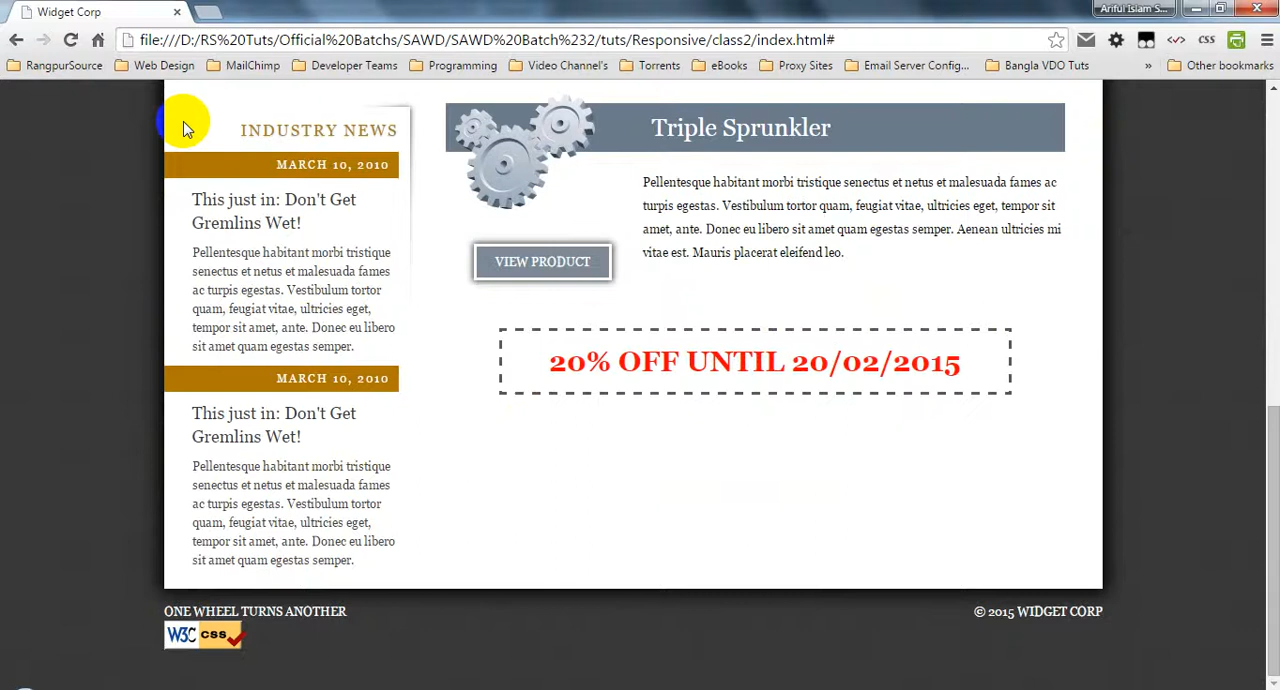 Widget Corp
Ariful Islam S...
file:///D:/RS%20Tuts/Official%20Batchs/SAWD/SAWD%20Batch%232/tuts/Responsive/class2/index.html#
CSS
RangpurSource Web Design MailChimp Developer Teams Programming Video Channel's Torrents eBooks Proxy Sites Email Server Config... Bangla VDO Tuts » Other bookmarks
INDUSTRY NEWS
MARCH 10, 2010
This just in: Don't Get
Gremlins Wet!
Pellentesque habitant morbi tristique
senectus et netus et malesuada fames
ac turpis egestas. Vestibulum tortor
quam, feugiat vitae, ultricies eget,
tempor sit amet, ante. Donec eu libero
sit amet quam egestas semper.
MARCH 10, 2010
This just in: Don't Get
Gremlins Wet!
Pellentesque habitant morbi tristique
senectus et netus et malesuada fames
ac turpis egestas. Vestibulum tortor
quam, feugiat vitae, ultricies eget,
tempor sit amet, ante. Donec eu libero
sit amet quam egestas semper.
Triple Sprunkler
Pellentesque habitant morbi tristique senectus et netus et malesuada fames ac
turpis egestas. Vestibulum tortor quam, feugiat vitae, ultricies eget, tempor sit
amet, ante. Donec eu libero sit amet quam egestas semper. Aenean ultricies mi
vitae est. Mauris placerat eleifend leo.
VIEW PRODUCT
20% OFF UNTIL 20/02/2015
ONE WHEEL TURNS ANOTHER
W3C css
© 2015 WIDGET CORP